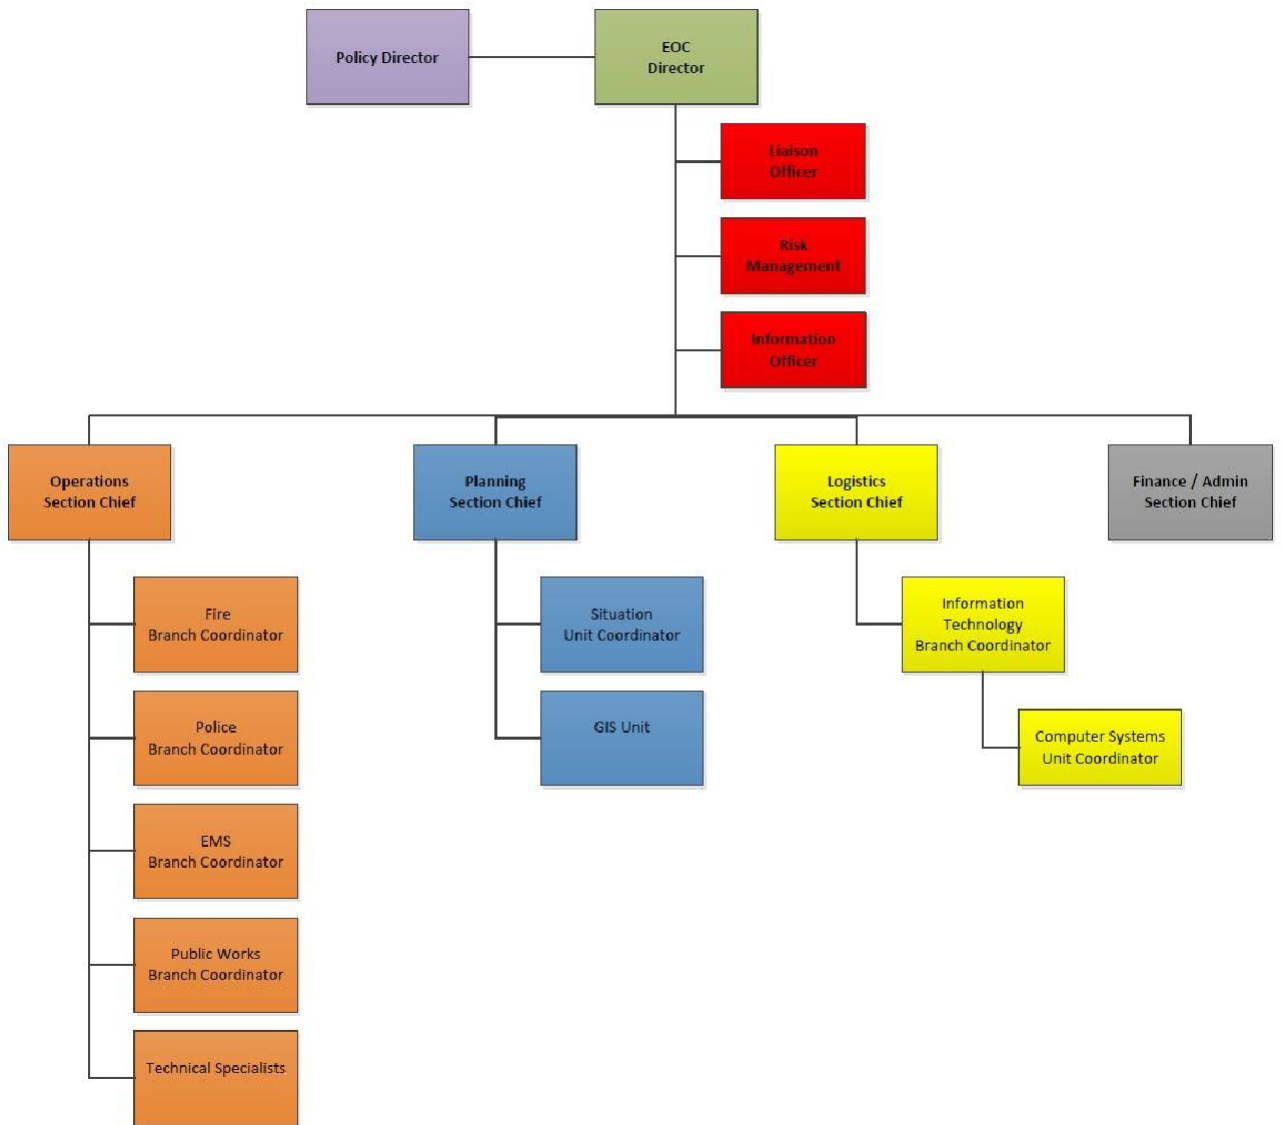 Policy Director
EOC
Director
Liaison
Officer
Risk
Management
Information
Officer
Operations
Section Chief
Planning
Section Chief
Logistics
Section Chief
Finance / Admin
Section Chief
Fire
Branch Coordinator
Police
Branch Coordinator
EMS
Branch Coordinator
Public Works
Branch Coordinator
Technical Specialists
Situation
Unit Coordinator
GIS Unit
Information
Technology
Branch Coordinator
Computer Systems
Unit Coordinator